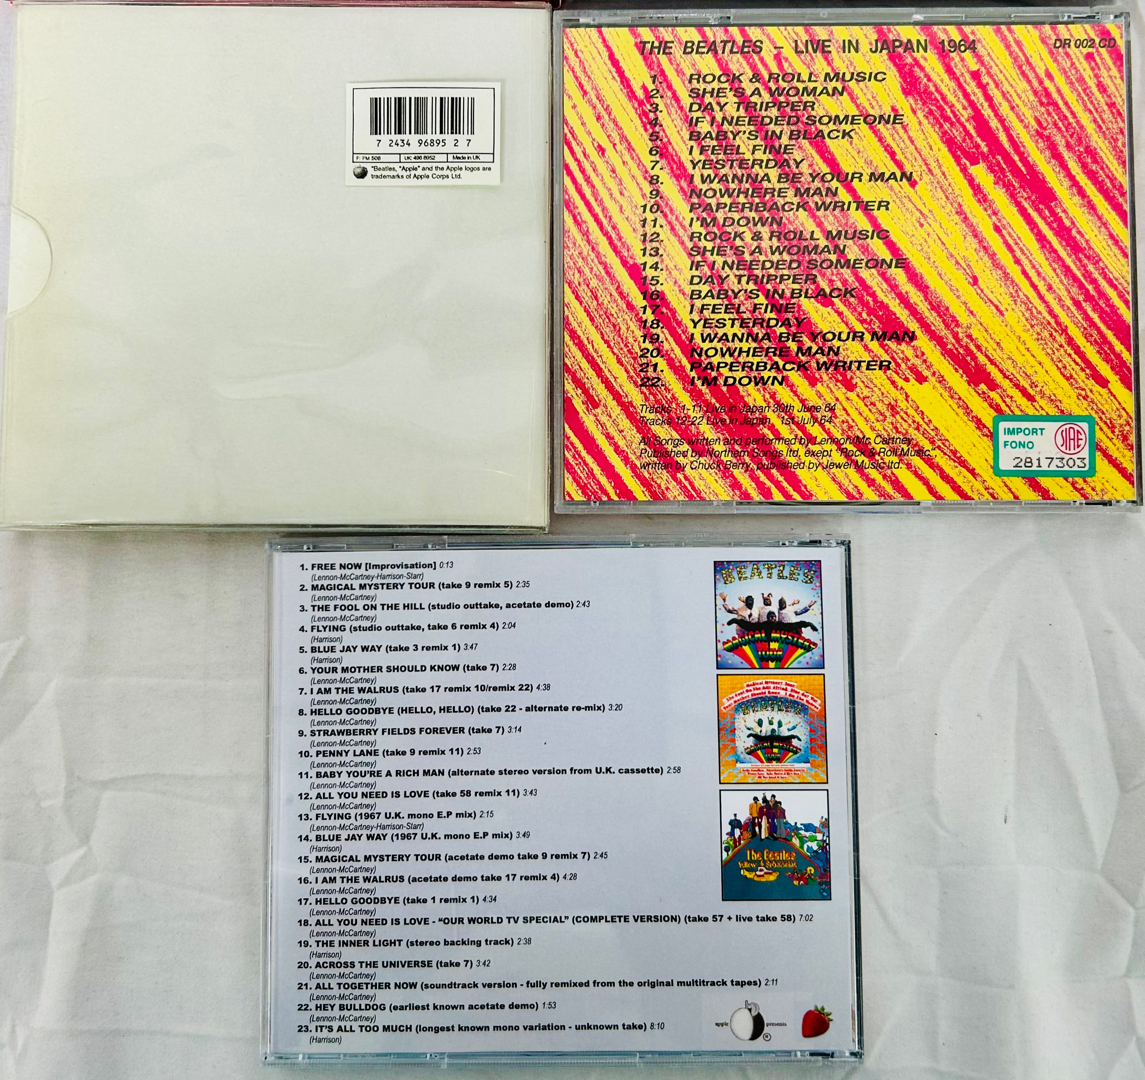 7 2434 96895 2 7
F: PM 508
UK: 496 8952
Made in UK
"Beatles, "Apple" and the Apple logos are
trademarks of Apple Corps Ltd.
THE BEATLES – LIVE IN JAPAN 1964
DR 002 CD
1. ROCK & ROLL MUSIC
2. SHE'S A WOMAN
3. DAY TRIPPER
4. IF I NEEDED SOMEONE
5. BABY'S IN BLACK
6. I FEEL FINE
7. YESTERDAY
8. I WANNA BE YOUR MAN
9. NOWHERE MAN
10. PAPERBACK WRITER
11. I'M DOWN
12. ROCK & ROLL MUSIC
13. SHE'S A WOMAN
14. IF I NEEDED SOMEONE
15. DAY TRIPPER
16. BABY'S IN BLACK
17. I FEEL FINE
18. YESTERDAY
19. I WANNA BE YOUR MAN
20. NOWHERE MAN
21. PAPERBACK WRITER
22. I'M DOWN
Tracks 1-11 Live in Japan 30th June 64
Tracks 12-22 Live in Japan 1st July 64
All Songs written and performed by Lennon/Mc Cartney
Published by Northern Songs ltd, exept "Rock & Roll Music",
written by Chuck Berry, published by Jewel Music ltd.
IMPORT
FONO
SIAE
2817303
1. FREE NOW [Improvisation] 0:13
(Lennon-McCartney-Harrison-Starr)
2. MAGICAL MYSTERY TOUR (take 9 remix 5) 2:35
(Lennon-McCartney)
3. THE FOOL ON THE HILL (studio outtake, acetate demo) 2:43
(Lennon-McCartney)
4. FLYING (studio outtake, take 6 remix 4) 2:04
(Harrison)
5. BLUE JAY WAY (take 3 remix 1) 3:47
(Harrison)
6. YOUR MOTHER SHOULD KNOW (take 7) 2:28
(Lennon-McCartney)
7. I AM THE WALRUS (take 17 remix 10/remix 22) 4:38
(Lennon-McCartney)
8. HELLO GOODBYE (HELLO, HELLO) (take 22 - alternate re-mix) 3:20
(Lennon-McCartney)
9. STRAWBERRY FIELDS FOREVER (take 7) 3:14
(Lennon-McCartney)
10. PENNY LANE (take 9 remix 11) 2:53
(Lennon-McCartney)
11. BABY YOU'RE A RICH MAN (alternate stereo version from U.K. cassette) 2:58
(Lennon-McCartney)
12. ALL YOU NEED IS LOVE (take 58 remix 11) 3:43
(Lennon-McCartney)
13. FLYING (1967 U.K. mono E.P mix) 2:15
(Lennon-McCartney-Harrison-Starr)
14. BLUE JAY WAY (1967 U.K. mono E.P mix) 3:49
(Harrison)
15. MAGICAL MYSTERY TOUR (acetate demo take 9 remix 7) 2:45
(Lennon-McCartney)
16. I AM THE WALRUS (acetate demo take 17 remix 4) 4:28
(Lennon-McCartney)
17. HELLO GOODBYE (take 1 remix 1) 4:34
(Lennon-McCartney)
18. ALL YOU NEED IS LOVE - "OUR WORLD TV SPECIAL" (COMPLETE VERSION) (take 57 + live take 58) 7:02
(Lennon-McCartney)
19. THE INNER LIGHT (stereo backing track) 2:38
(Harrison)
20. ACROSS THE UNIVERSE (take 7) 3:42
(Lennon-McCartney)
21. ALL TOGETHER NOW (soundtrack version - fully remixed from the original multitrack tapes) 2:11
(Lennon-McCartney)
22. HEY BULLDOG (earliest known acetate demo) 1:53
(Lennon-McCartney)
23. IT'S ALL TOO MUCH (longest known mono variation - unknown take) 8:10
(Harrison)
BEATLES
MAGICAL MYSTERY
TOUR
BEATLES
MAGICAL MYSTERY
TOUR
The Beatles
Yellow Submarine
apple
presents